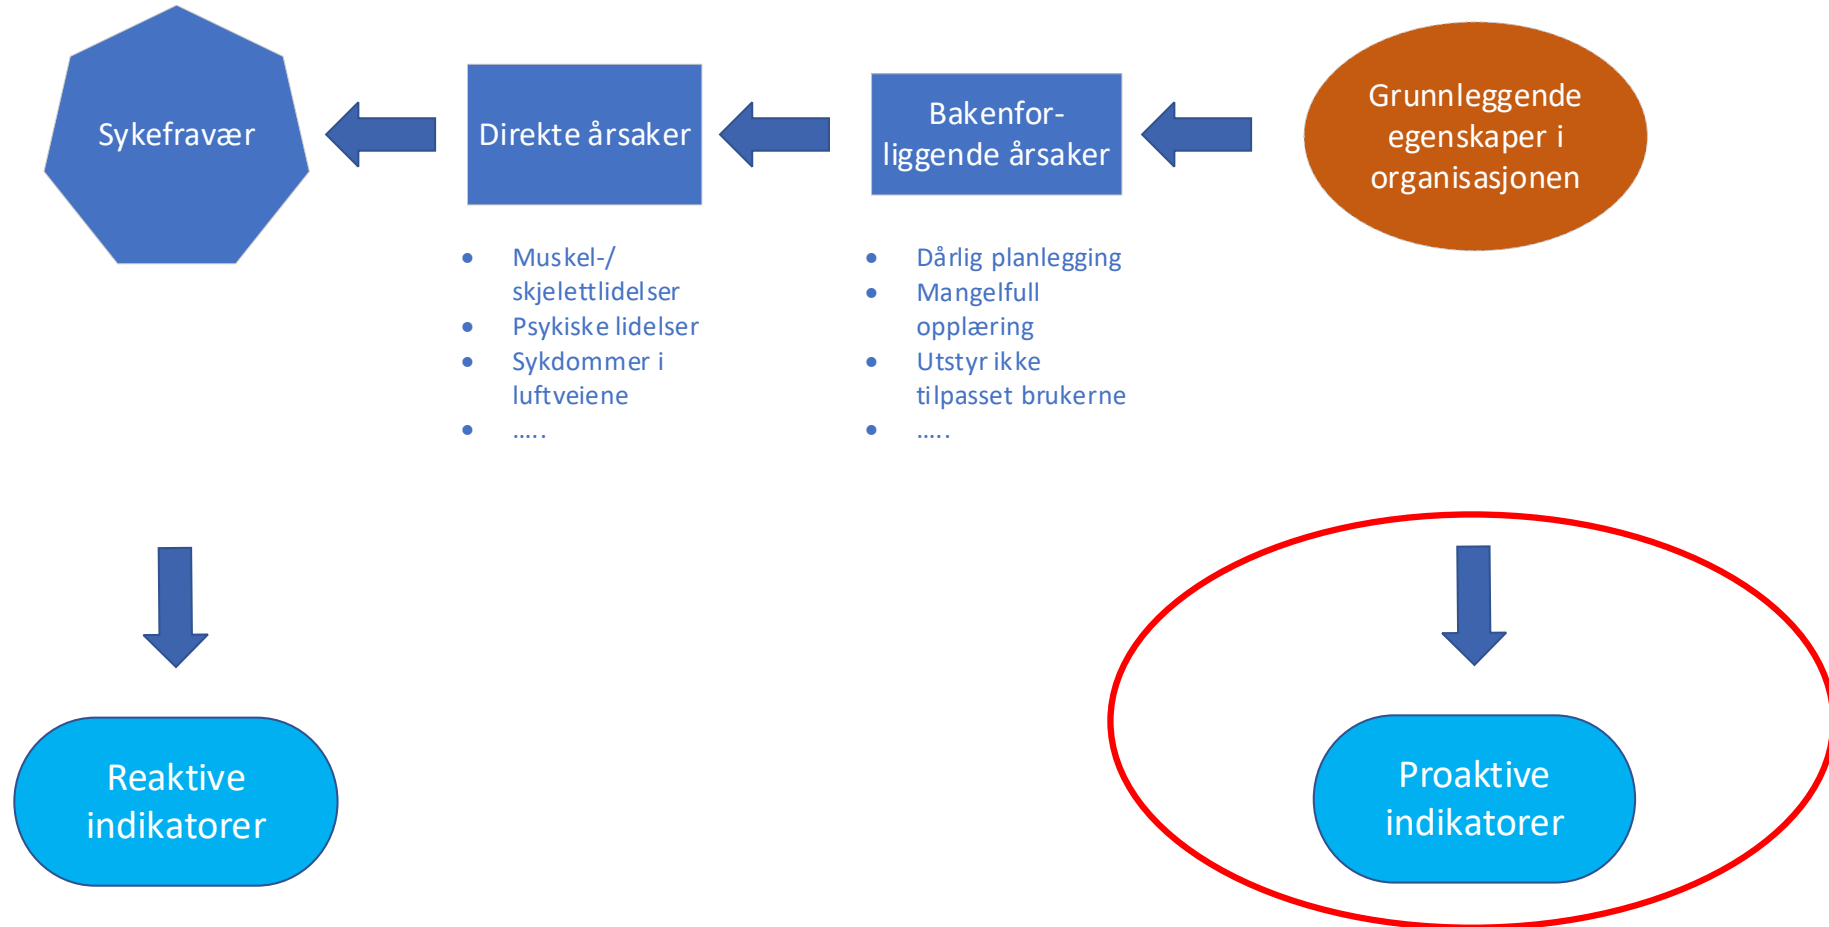 Sykefravær
Direkte årsaker
Bakenfor-
liggende årsaker
Grunnleggende
egenskaper i
organisasjonen
• Muskel-/
skjelettlidelser
• Psykiske lidelser
• Sykdommer i
luftveiene
• .....
• Dårlig planlegging
• Mangelfull
opplæring
• Utstyr ikke
tilpasset brukerne
• .....
Reaktive
indikatorer
Proaktive
indikatorer